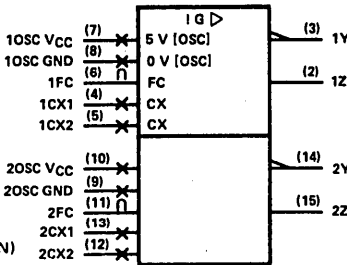 1 G ▷
1OSC VCC (7) 5 V [OSC] (3) 1Y
1OSC GND (8) 0 V [OSC]
1FC (6) FC (2) 1Z
1CX1 (4) CX
1CX2 (5) CX
2OSC VCC (10) (14) 2Y
2OSC GND (9)
2FC (11) (15) 2Z
2CX1 (13)
N) 2CX2 (12)